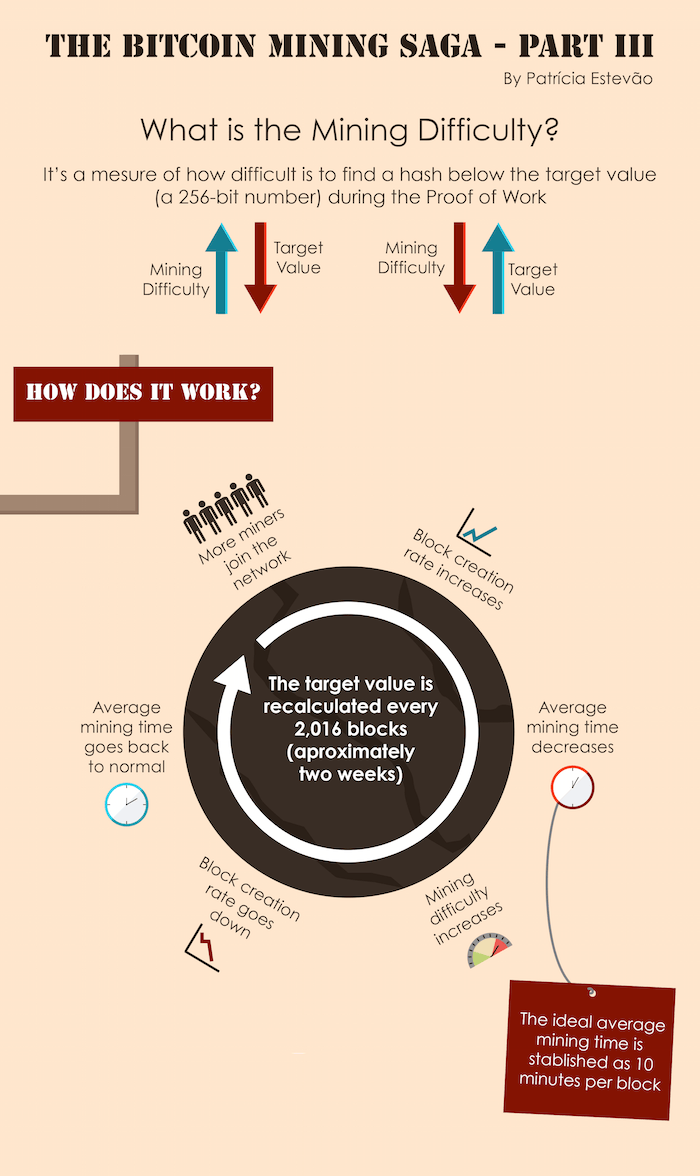 THE BITCOIN MINING SAGA - PART III
By Patrícia Estevão
What is the Mining Difficulty?
It's a mesure of how difficult is to find a hash below the target value
(a 256-bit number) during the Proof of Work
Mining
Difficulty
Target
Value
Mining
Difficulty
Target
Value
HOW DOES IT WORK?
More miners
join the
network
Block creation
rate increases
Average
mining time
decreases
The ideal average
mining time is
stablished as 10
minutes per block
Mining
difficulty
increases
Block creation
rate goes
down
Average
mining time
goes back
to normal
The target value is
recalculated every
2,016 blocks
(aproximately
two weeks)